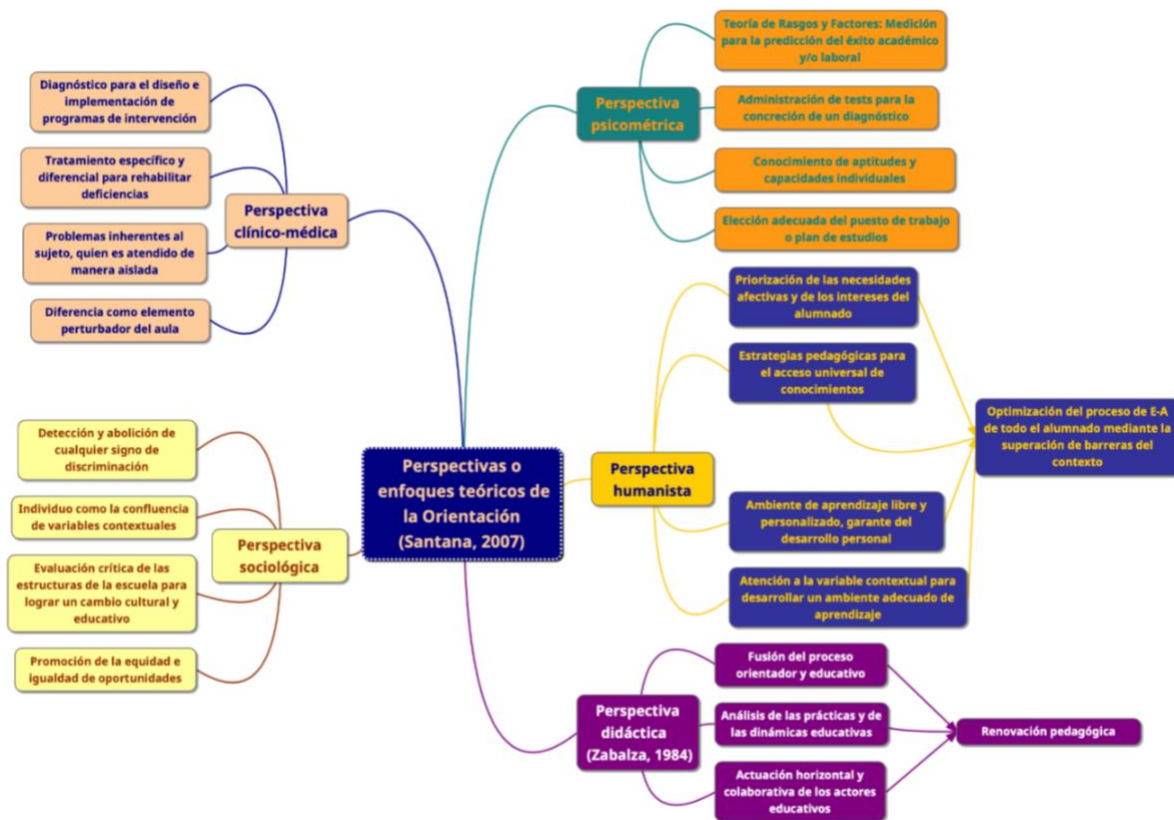 Perspectivas o
enfoques teóricos de
la Orientación
(Santana, 2007)
Perspectiva
psicométrica
Teoría de Rasgos y Factores: Medición
para la predicción del éxito académico
y/o laboral
Administración de tests para la
concreción de un diagnóstico
Conocimiento de aptitudes y
capacidades individuales
Elección adecuada del puesto de trabajo
o plan de estudios
Perspectiva
humanista
Priorización de las necesidades
afectivas y de los intereses del
alumnado
Estrategias pedagógicas para
el acceso universal de
conocimientos
Ambiente de aprendizaje libre y
personalizado, garante del
desarrollo personal
Atención a la variable contextual para
desarrollar un ambiente adecuado de
aprendizaje
Optimización del proceso de E-A
de todo el alumnado mediante la
superación de barreras del
contexto
Perspectiva
didáctica
(Zabalza, 1984)
Fusión del proceso
orientador y educativo
Análisis de las prácticas y de
las dinámicas educativas
Actuación horizontal y
colaborativa de los actores
educativos
Renovación pedagógica
Perspectiva
clínico-médica
Diagnóstico para el diseño e
implementación de
programas de intervención
Tratamiento específico y
diferencial para rehabilitar
deficiencias
Problemas inherentes al
sujeto, quien es atendido de
manera aislada
Diferencia como elemento
perturbador del aula
Perspectiva
sociológica
Detección y abolición de
cualquier signo de
discriminación
Individuo como la confluencia
de variables contextuales
Evaluación crítica de las
estructuras de la escuela para
lograr un cambio cultural y
educativo
Promoción de la equidad e
igualdad de oportunidades